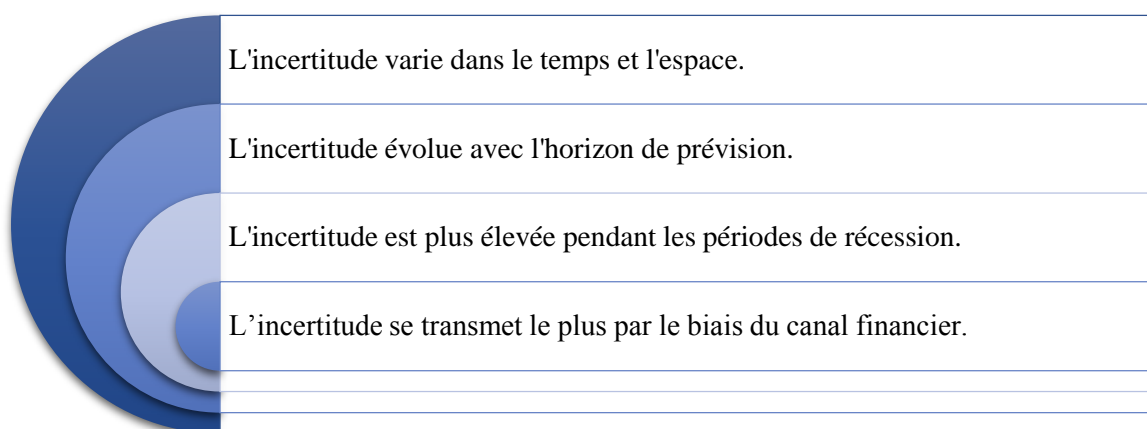 L'incertitude varie dans le temps et l'espace.
L'incertitude évolue avec l'horizon de prévision.
L'incertitude est plus élevée pendant les périodes de récession.
L’incertitude se transmet le plus par le biais du canal financier.